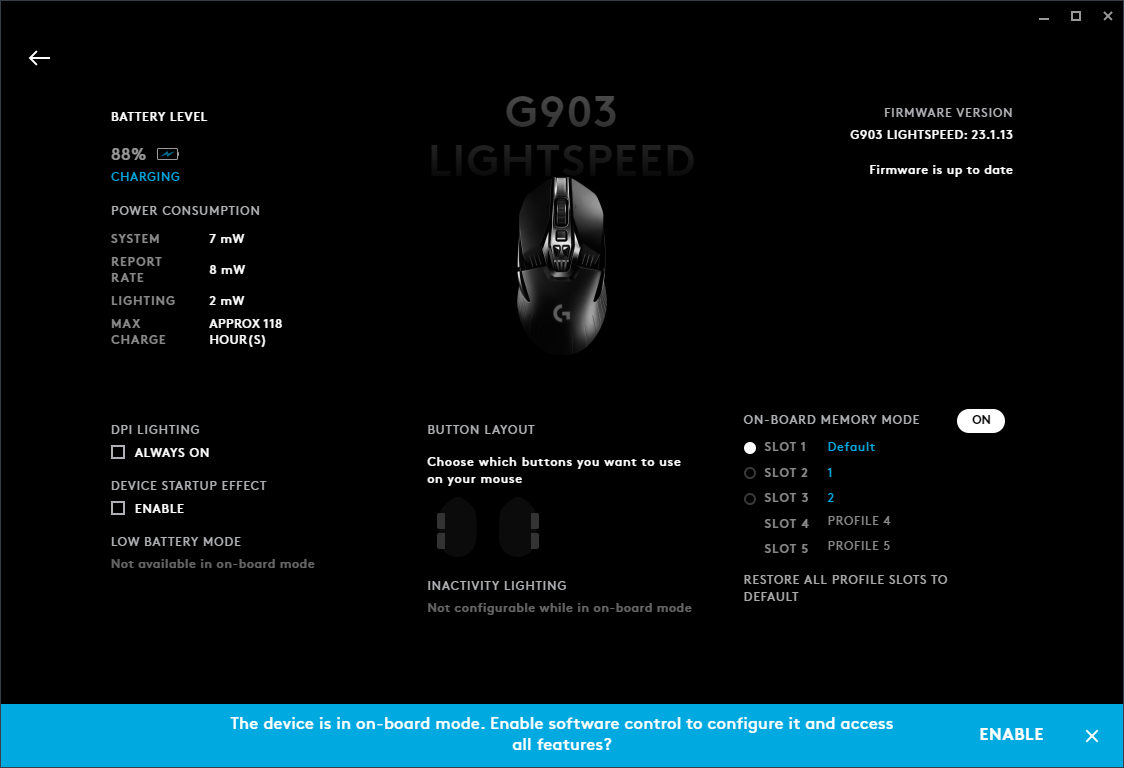 G903
LIGHTSPEED
BATTERY LEVEL
88%
CHARGING
POWER CONSUMPTION
SYSTEM 7 mW
REPORT
RATE 8 mW
LIGHTING 2 mW
MAX APPROX 118
CHARGE HOUR(S)
FIRMWARE VERSION
G903 LIGHTSPEED: 23.1.13
Firmware is up to date
DPI LIGHTING
ALWAYS ON
DEVICE STARTUP EFFECT
ENABLE
LOW BATTERY MODE
Not available in on-board mode
BUTTON LAYOUT
Choose which buttons you want to use
on your mouse
INACTIVITY LIGHTING
Not configurable while in on-board mode
ON-BOARD MEMORY MODE ON
SLOT 1 Default
SLOT 2 1
SLOT 3 2
SLOT 4 PROFILE 4
SLOT 5 PROFILE 5
RESTORE ALL PROFILE SLOTS TO
DEFAULT
The device is in on-board mode. Enable software control to configure it and access
all features?
ENABLE